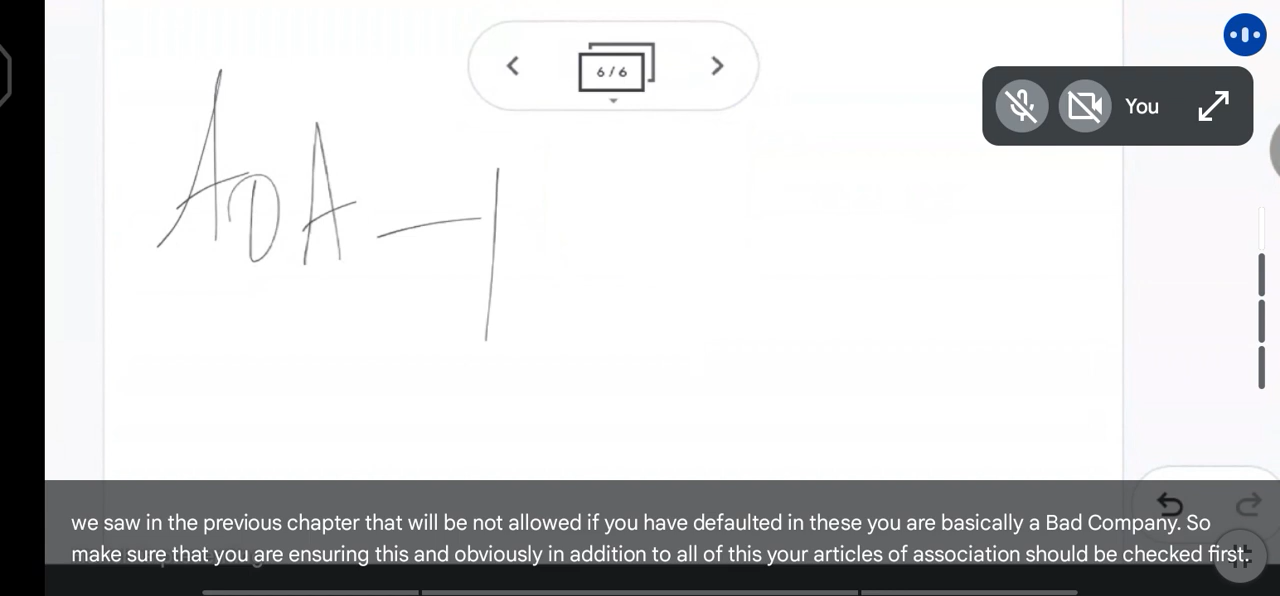 6/6
You
AOA –
we saw in the previous chapter that will be not allowed if you have defaulted in these you are basically a Bad Company. So
make sure that you are ensuring this and obviously in addition to all of this your articles of association should be checked first.